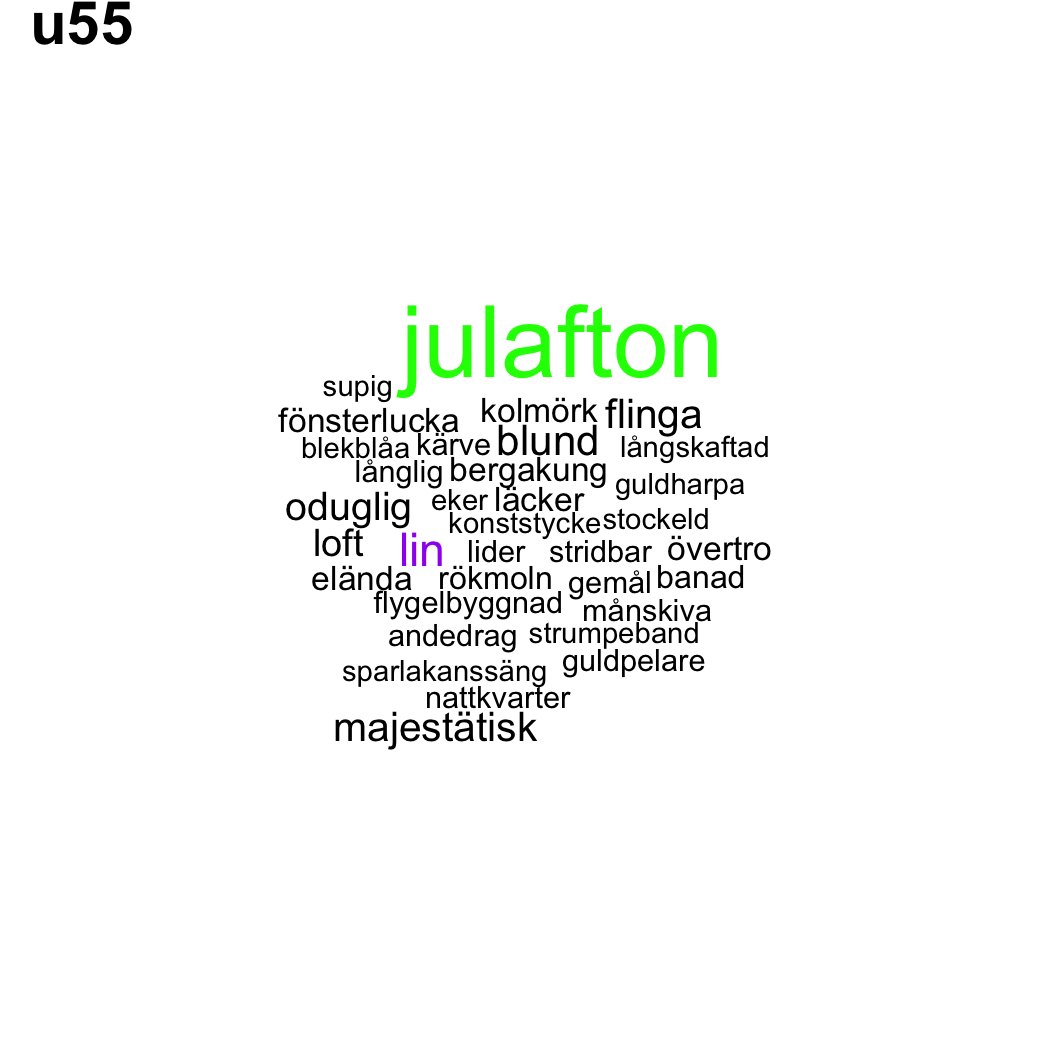 u55
julafton
supig
fönsterlucka kolmörk flinga
blekblåa kärve blund långskaftad
långlig bergakung guldharpa
oduglig eker läcker
konststycke stockeld
loft lin lider stridbar övertro
elända rökmoln gemål banad
flygelbyggnad månskiva
andedrag strumpeband
sparlakanssäng guldpelare
nattkvarter
majestätisk